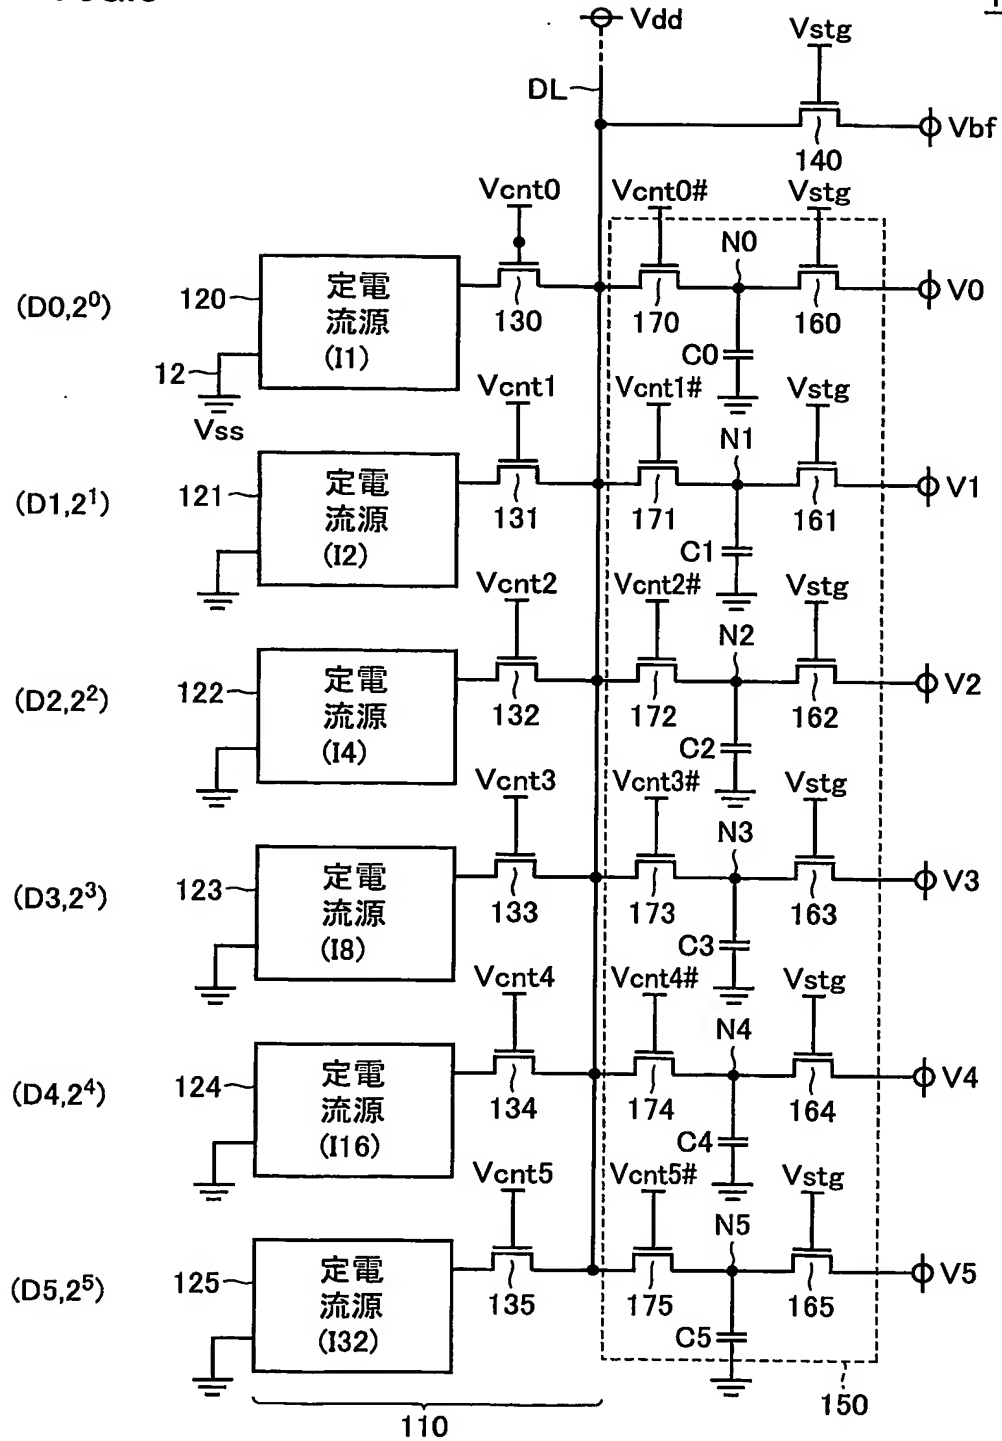 Vdd
Vstg
DL
Vbf
140
Vcnt0
Vcnt0#
Vstg
N0
(D0,2⁰)
120
定電
流源
(I1)
130
170
160
V0
C0
12
Vss
Vcnt1
Vcnt1#
Vstg
N1
(D1,2¹)
121
定電
流源
(I2)
131
171
161
V1
C1
Vcnt2
Vcnt2#
Vstg
N2
(D2,2²)
122
定電
流源
(I4)
132
172
162
V2
C2
Vcnt3
Vcnt3#
Vstg
N3
(D3,2³)
123
定電
流源
(I8)
133
173
163
V3
C3
Vcnt4
Vcnt4#
Vstg
N4
(D4,2⁴)
124
定電
流源
(I16)
134
174
164
V4
C4
Vcnt5
Vcnt5#
Vstg
N5
(D5,2⁵)
125
定電
流源
(I32)
135
175
165
V5
C5
150
110